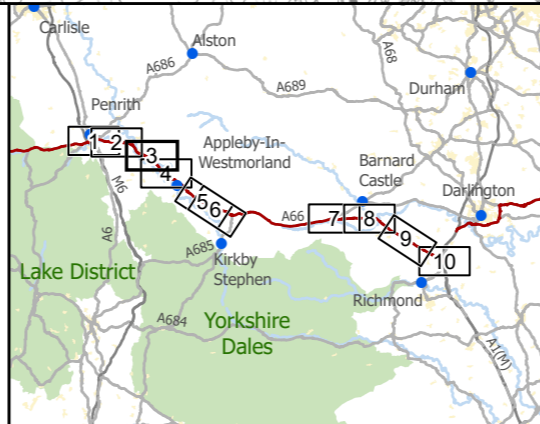 Carlisle
Alston
A68
A686
A689
Durham
Penrith
1
2
3
4
Appleby-In-
Westmorland
M6
5
6
A66
Barnard
Castle
Darlington
7
8
9
10
A6
Lake District
A685
Kirkby
Stephen
Richmond
A684
Yorkshire
Dales
A1(M)